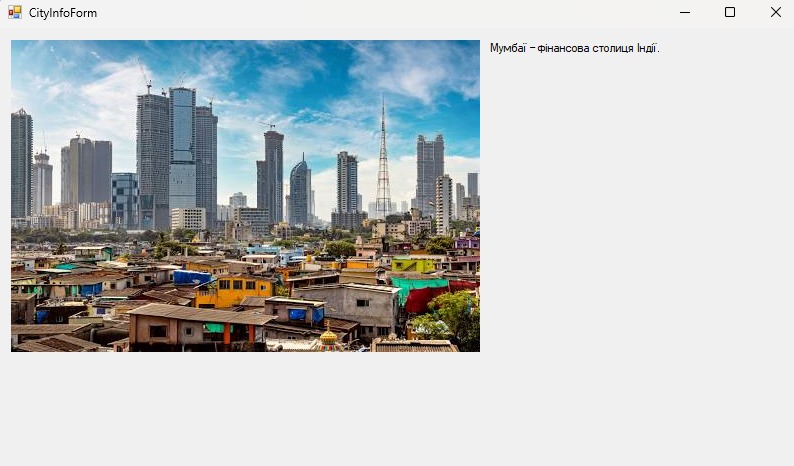 CityInfoForm
Мумбаї – фінансова столиця Індії.